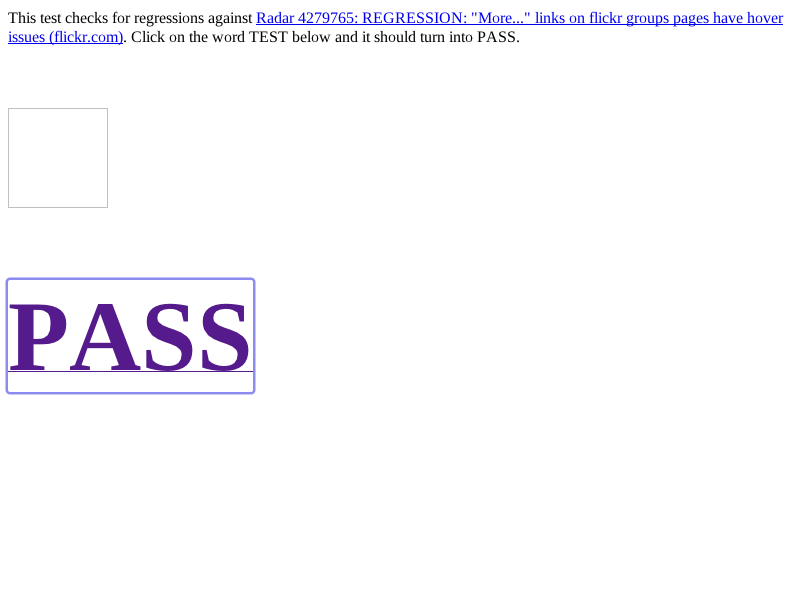 This test checks for regressions against Radar 4279765: REGRESSION: "More..." links on flickr groups pages have hover
issues (flickr.com). Click on the word TEST below and it should turn into PASS.
PASS